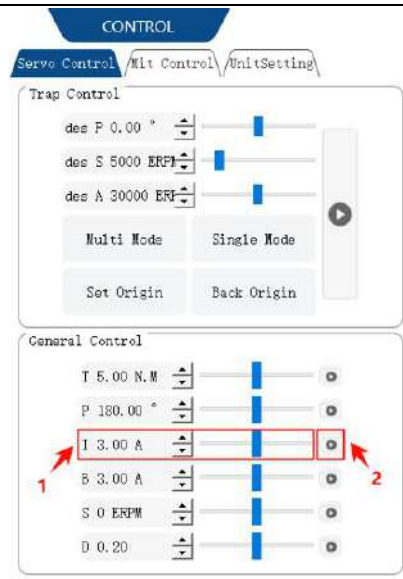 CONTROL
Servo Control Mit Control UnitSetting
Trap Control
des P 0.00 °
des S 5000 ERPM
des A 30000 ERP
Multi Mode Single Mode
Set Origin Back Origin
General Control
T 5.00 N.M
P 180.00 °
I 3.00 A
1 2
B 3.00 A
S 0 ERPM
D 0.20